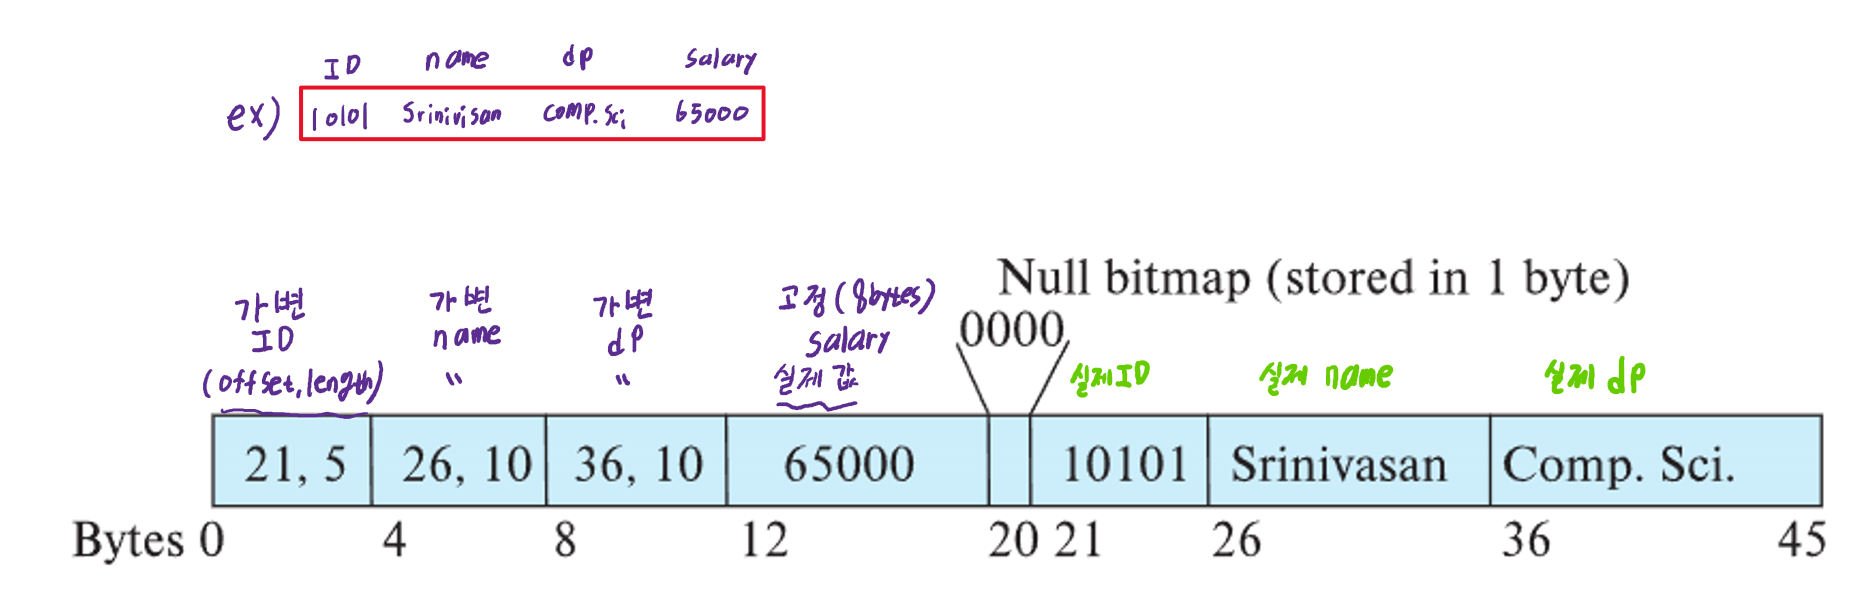 ID name dp salary
ex) 10101 Srinivisan comp.sci 65000
Null bitmap (stored in 1 byte)
0000
가변 가변 가변 고정(8bytes)
ID name dp salary
(offset.length) " " 실제 값
실제ID 실제 name 실제 dp
21, 5 26, 10 36, 10 65000 10101 Srinivasan Comp. Sci.
Bytes 0 4 8 12 20 21 26 36 45